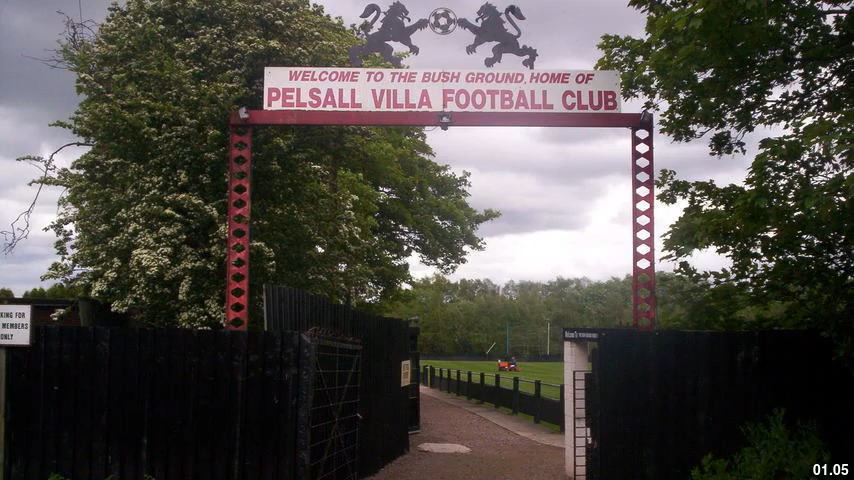 WELCOME TO THE BUSH GROUND, HOME OF
PELSALL VILLA FOOTBALL CLUB
KING FOR
MEMBERS
ONLY
01.05